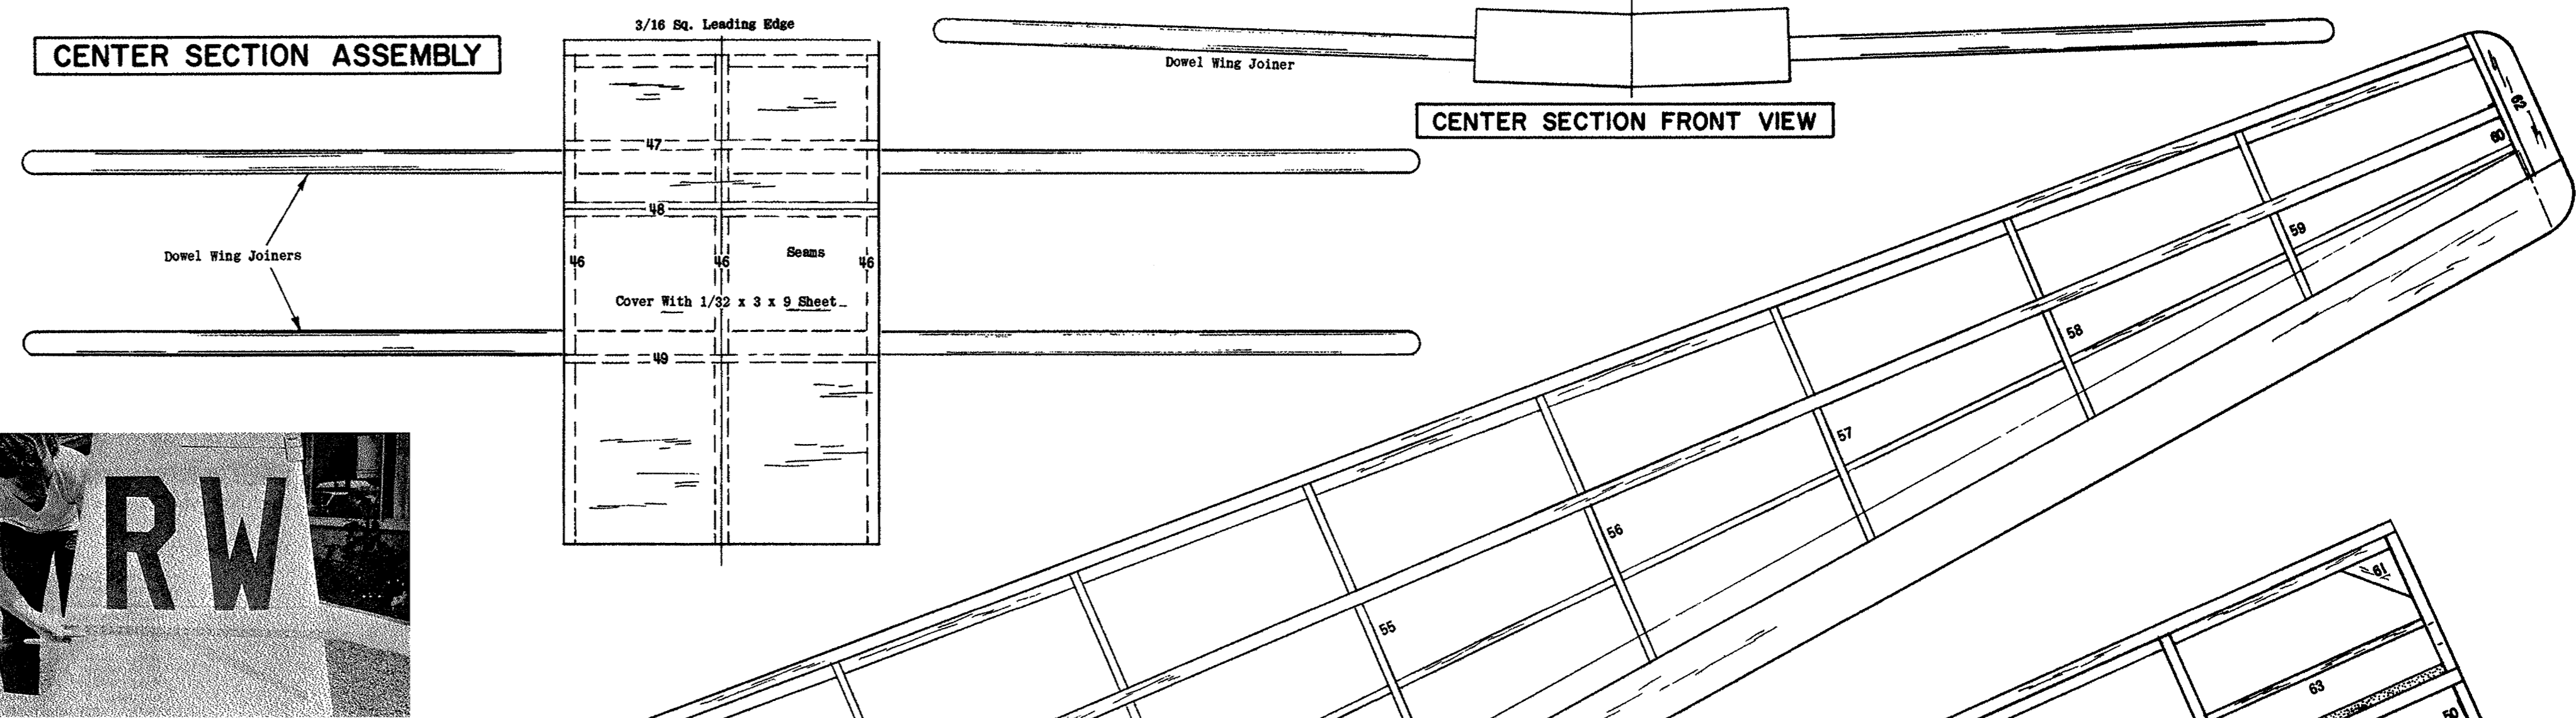 CENTER SECTION ASSEMBLY
3/16 Sq. Leading Edge
47
48
Dowel Wing Joiners
Seams
46 46 46
Cover With 1/32 x 3 x 9 Sheet
49
Dowel Wing Joiner
CENTER SECTION FRONT VIEW
62
60
59
58
57
56
55
61
63
50
RW